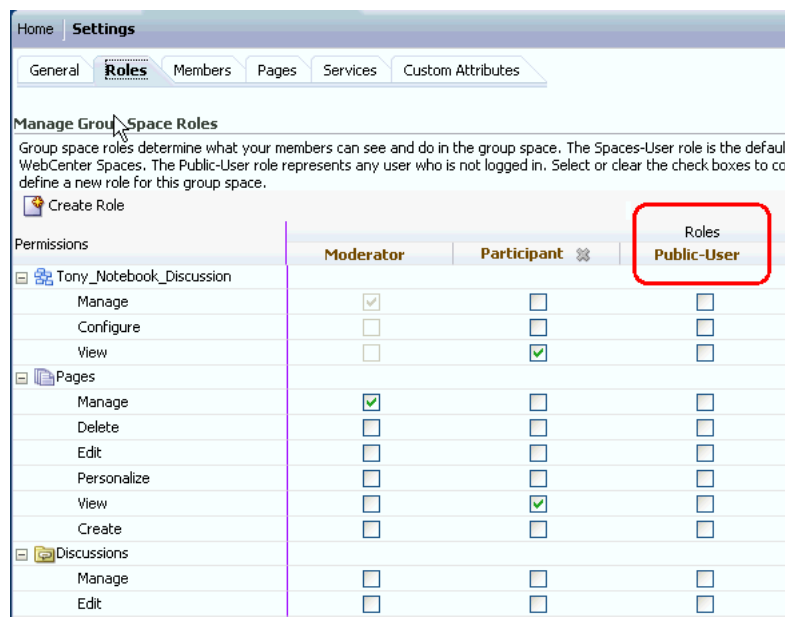 Home Settings
General Roles Members Pages Services Custom Attributes
Manage Group Space Roles
Group space roles determine what your members can see and do in the group space. The Spaces-User role is the defaul
WebCenter Spaces. The Public-User role represents any user who is not logged in. Select or clear the check boxes to co
define a new role for this group space.
Create Role
Roles
Permissions
Moderator Participant Public-User
Tony_Notebook_Discussion
Manage
Configure
View
Pages
Manage
Delete
Edit
Personalize
View
Create
Discussions
Manage
Edit